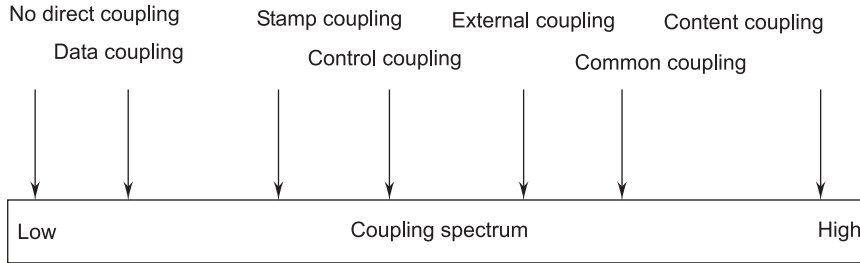 No direct coupling
Stamp coupling
External coupling
Content coupling
Data coupling
Control coupling
Common coupling
Low
Coupling spectrum
High